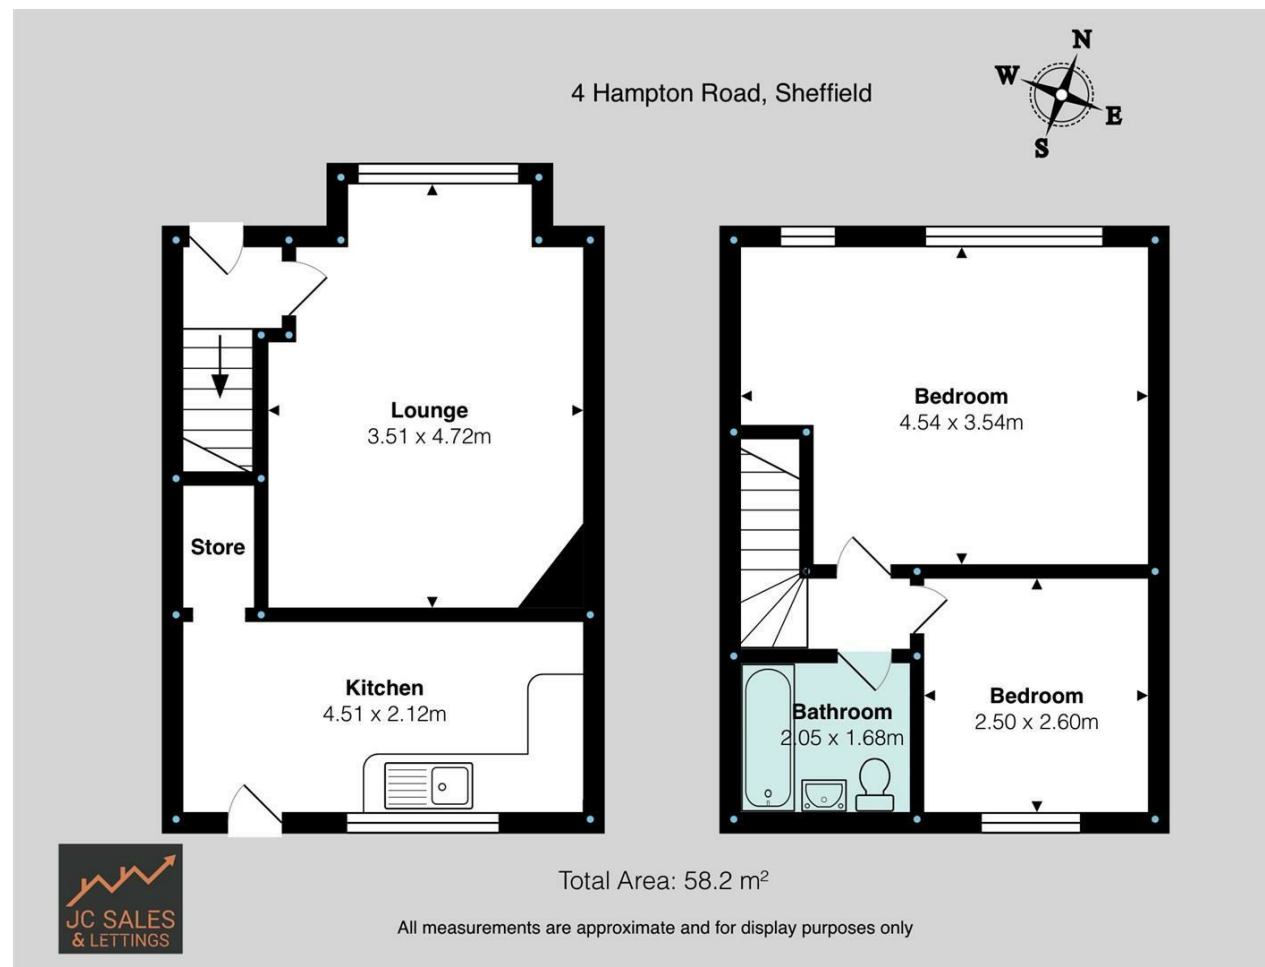 4 Hampton Road, Sheffield
N
W
E
S
Lounge
3.51 x 4.72m
Store
Kitchen
4.51 x 2.12m
Bedroom
4.54 x 3.54m
Bathroom
2.05 x 1.68m
Bedroom
2.50 x 2.60m
Total Area: 58.2 m²
All measurements are approximate and for display purposes only
JC SALES
& LETTINGS